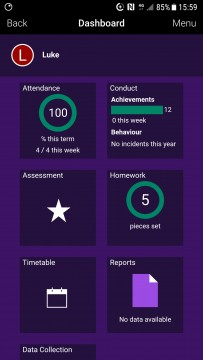 85% 15:59
Back Dashboard Menu
L Luke
Attendance
100
% this term
4 / 4 this week
Conduct
Achievements
12
0 this week
Behaviour
No incidents this year
Assessment
Homework
5
pieces set
Timetable
Reports
No data available
Data Collection